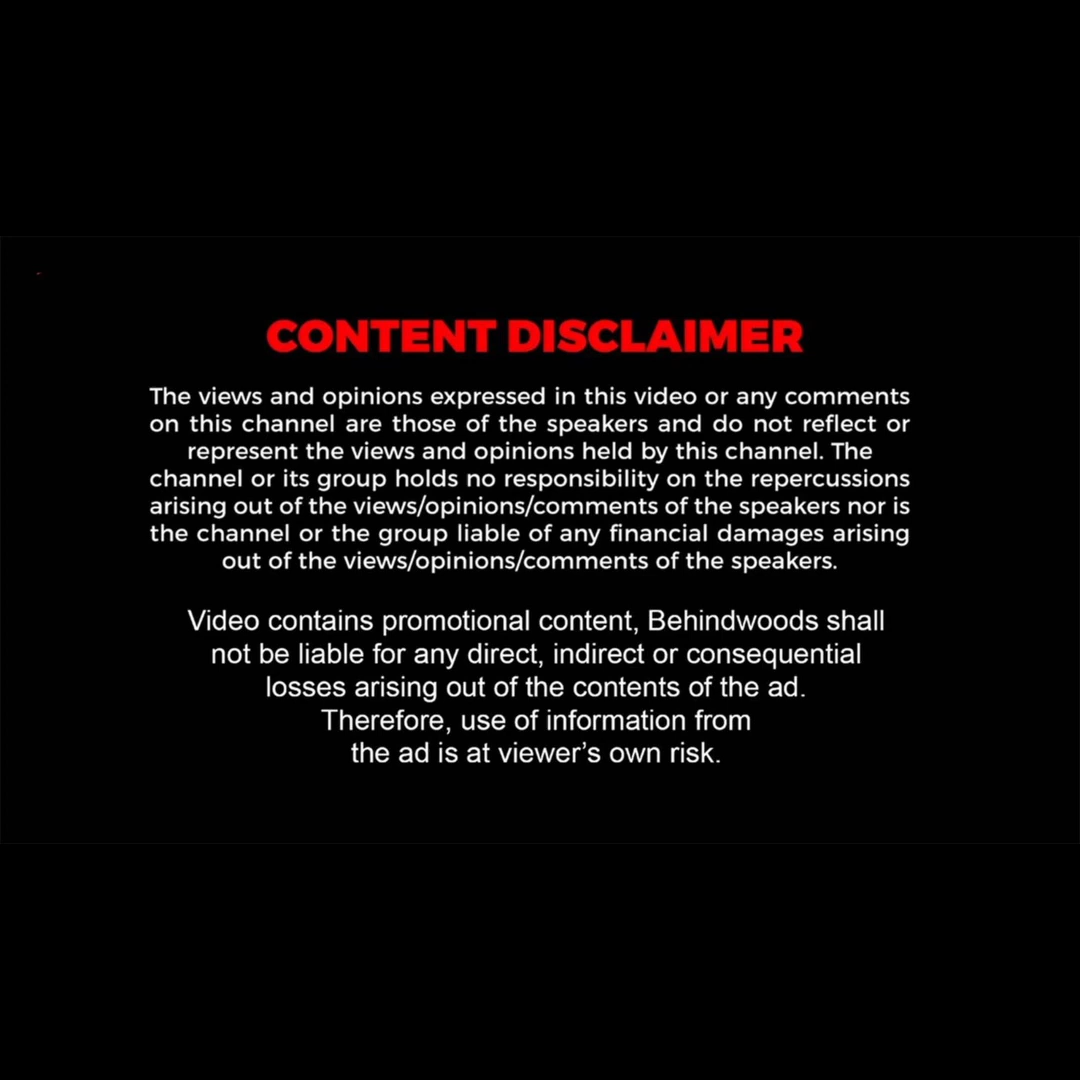 CONTENT DISCLAIMER
The views and opinions expressed in this video or any comments
on this channel are those of the speakers and do not reflect or
represent the views and opinions held by this channel. The
channel or its group holds no responsibility on the repercussions
arising out of the views/opinions/comments of the speakers nor is
the channel or the group liable of any financial damages arising
out of the views/opinions/comments of the speakers.
Video contains promotional content, Behindwoods shall
not be liable for any direct, indirect or consequential
losses arising out of the contents of the ad.
Therefore, use of information from
the ad is at viewer’s own risk.